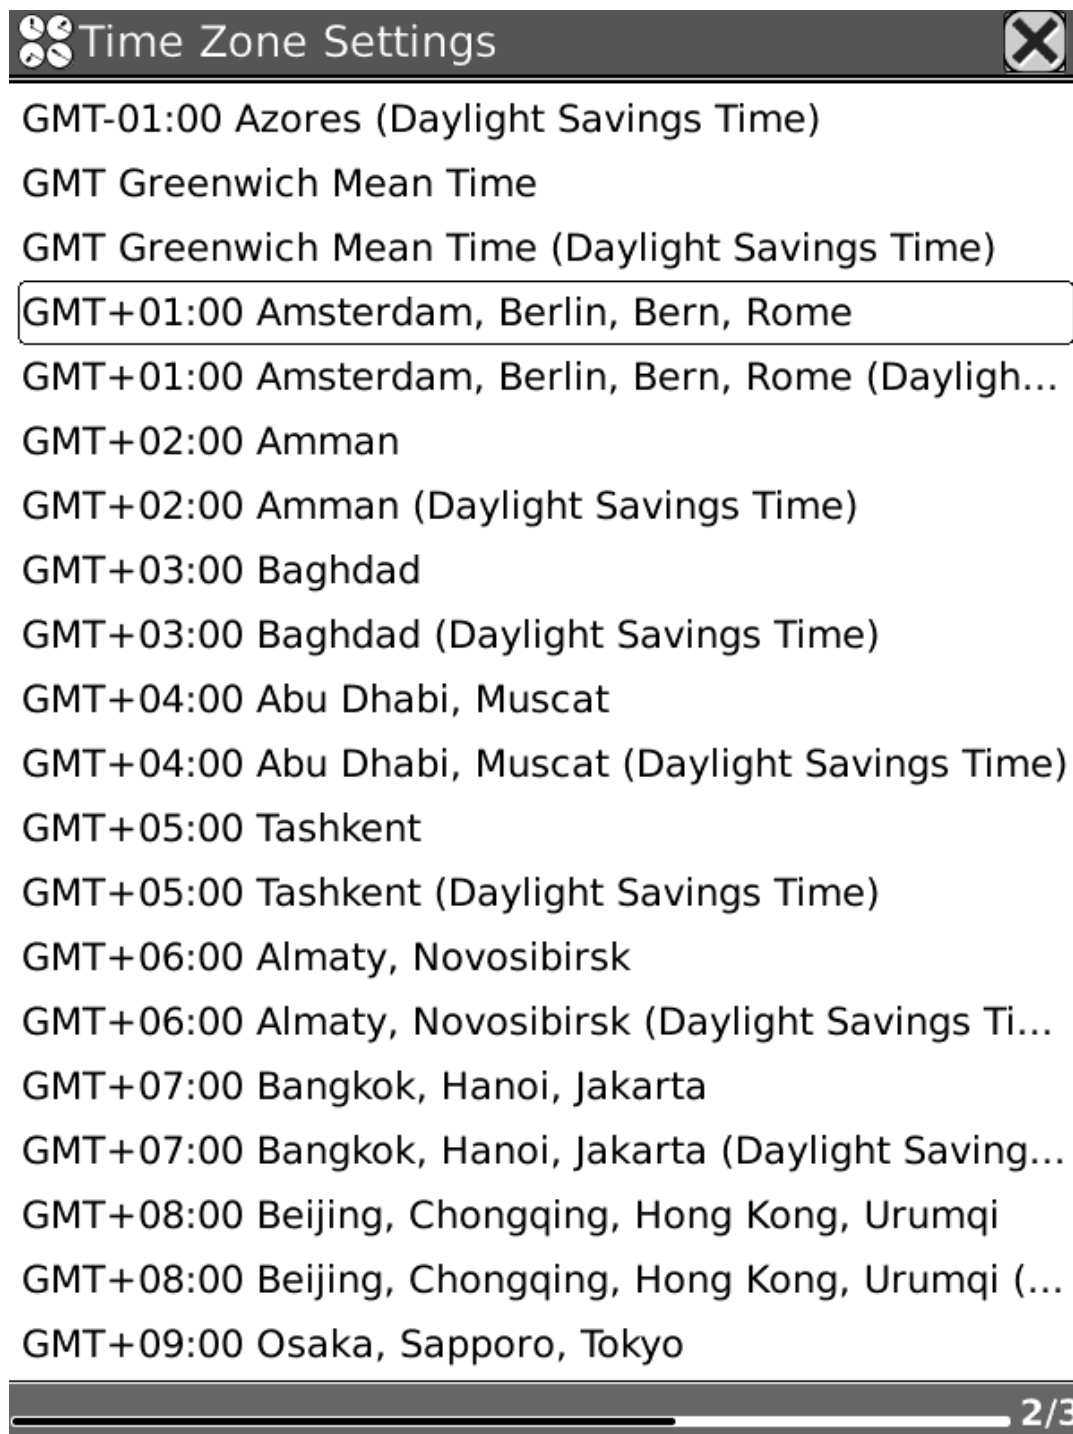 Time Zone Settings
GMT-01:00 Azores (Daylight Savings Time)
GMT Greenwich Mean Time
GMT Greenwich Mean Time (Daylight Savings Time)
GMT+01:00 Amsterdam, Berlin, Bern, Rome
GMT+01:00 Amsterdam, Berlin, Bern, Rome (Dayligh...
GMT+02:00 Amman
GMT+02:00 Amman (Daylight Savings Time)
GMT+03:00 Baghdad
GMT+03:00 Baghdad (Daylight Savings Time)
GMT+04:00 Abu Dhabi, Muscat
GMT+04:00 Abu Dhabi, Muscat (Daylight Savings Time)
GMT+05:00 Tashkent
GMT+05:00 Tashkent (Daylight Savings Time)
GMT+06:00 Almaty, Novosibirsk
GMT+06:00 Almaty, Novosibirsk (Daylight Savings Ti...
GMT+07:00 Bangkok, Hanoi, Jakarta
GMT+07:00 Bangkok, Hanoi, Jakarta (Daylight Saving...
GMT+08:00 Beijing, Chongqing, Hong Kong, Urumqi
GMT+08:00 Beijing, Chongqing, Hong Kong, Urumqi (...
GMT+09:00 Osaka, Sapporo, Tokyo
2/3